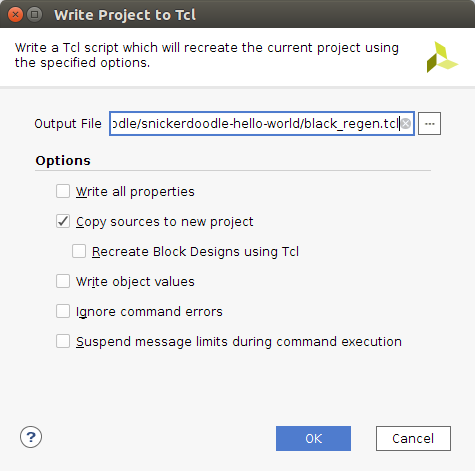 Write Project to Tcl
Write a Tcl script which will recreate the current project using
the specified options.
Output File odle/snickerdoodle-hello-world/black_regen.tcl ...
Options
Write all properties
Copy sources to new project
Recreate Block Designs using Tcl
Write object values
Ignore command errors
Suspend message limits during command execution
? OK Cancel